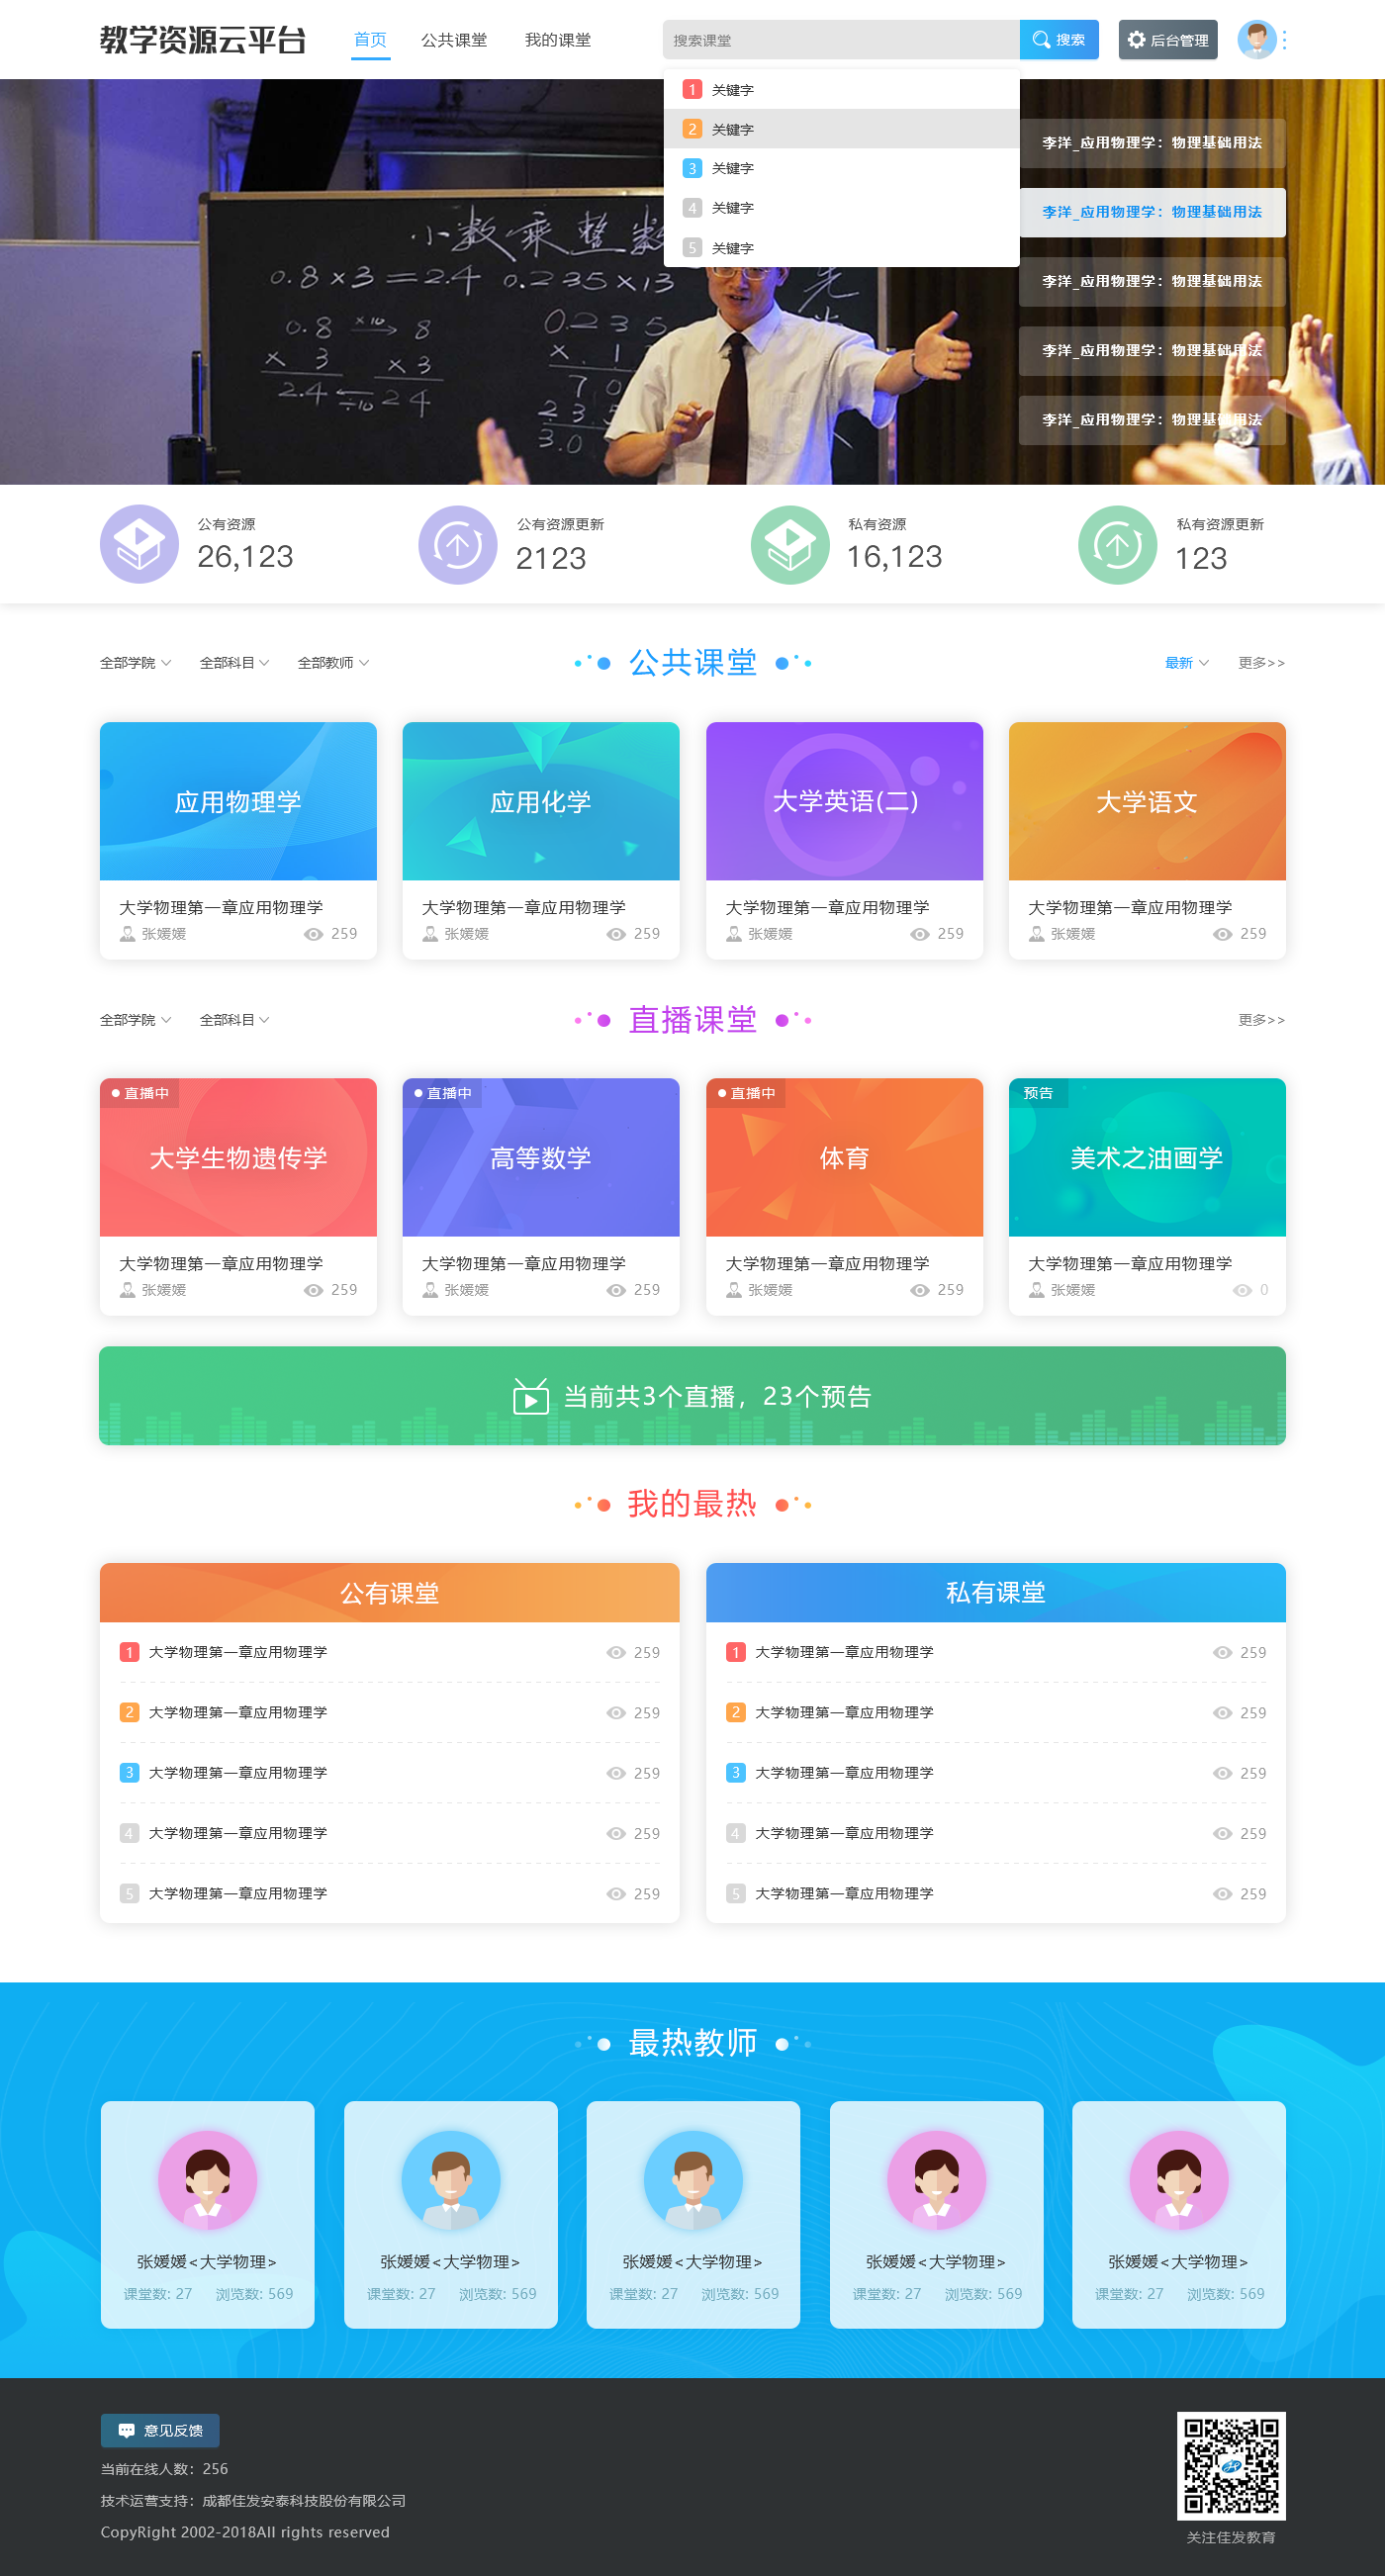 教学资源云平台 首页 公共课堂 我的课堂 搜索课堂 搜索 后台管理
1 关键字
2 关键字
3 关键字
4 关键字
5 关键字
李洋_应用物理学：物理基础用法
李洋_应用物理学：物理基础用法
李洋_应用物理学：物理基础用法
李洋_应用物理学：物理基础用法
李洋_应用物理学：物理基础用法
小数乘整数
0.8×3=2.4
公有资源 公有资源更新 私有资源 私有资源更新
26,123 2123 16,123 123
全部学院 全部科目 全部教师 公共课堂 最新 更多>>
应用物理学 应用化学 大学英语(二) 大学语文
大学物理第一章应用物理学 大学物理第一章应用物理学 大学物理第一章应用物理学 大学物理第一章应用物理学
张媛媛 259 张媛媛 259 张媛媛 259 张媛媛 259
全部学院 全部科目 直播课堂 更多>>
直播中 直播中 直播中 预告
大学生物遗传学 高等数学 体育 美术之油画学
大学物理第一章应用物理学 大学物理第一章应用物理学 大学物理第一章应用物理学 大学物理第一章应用物理学
张媛媛 259 张媛媛 259 张媛媛 259 张媛媛 0
当前共3个直播，23个预告
我的最热
公有课堂 私有课堂
1 大学物理第一章应用物理学 259 1 大学物理第一章应用物理学 259
2 大学物理第一章应用物理学 259 2 大学物理第一章应用物理学 259
3 大学物理第一章应用物理学 259 3 大学物理第一章应用物理学 259
4 大学物理第一章应用物理学 259 4 大学物理第一章应用物理学 259
5 大学物理第一章应用物理学 259 5 大学物理第一章应用物理学 259
最热教师
张媛媛<大学物理> 张媛媛<大学物理> 张媛媛<大学物理> 张媛媛<大学物理> 张媛媛<大学物理>
课堂数: 27 浏览数: 569 课堂数: 27 浏览数: 569 课堂数: 27 浏览数: 569 课堂数: 27 浏览数: 569 课堂数: 27 浏览数: 569
意见反馈
当前在线人数：256
技术运营支持：成都佳发安泰科技股份有限公司
CopyRight 2002-2018All rights reserved
关注佳发教育